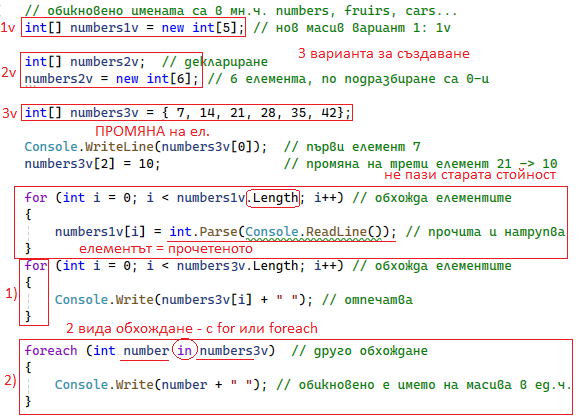 // обикновено имената са в мн.ч. numbers, fruirs, cars...
1v int[] numbers1v = new int[5]; // нов масив вариант 1: 1v
3 варианта за създаване
int[] numbers2v; // деклариране
2v
numbers2v = new int[6]; // 6 елемента, по подразбиране са 0-и
3v int[] numbers3v = { 7, 14, 21, 28, 35, 42};
ПРОМЯНА на ел.
Console.WriteLine(numbers3v[0]); // първи елемент 7
numbers3v[2] = 10; // промяна на трети елемент 21 -> 10
не пази старата стойност
for (int i = 0; i < numbers1v.Length; i++) // обхожда елементите
{
numbers1v[i] = int.Parse(Console.ReadLine()); // прочита и натрупва
}
елементът = прочетеното
for (int i = 0; i < numbers3v.Length; i++) // обхожда елементите
1) {
Console.Write(numbers3v[i] + " "); // отпечатва
}
2 вида обхождане - с for или foreach
foreach (int number in numbers3v) // друго обхождане
2) {
Console.Write(number + " "); // обикновено е името на масива в ед.ч.
}